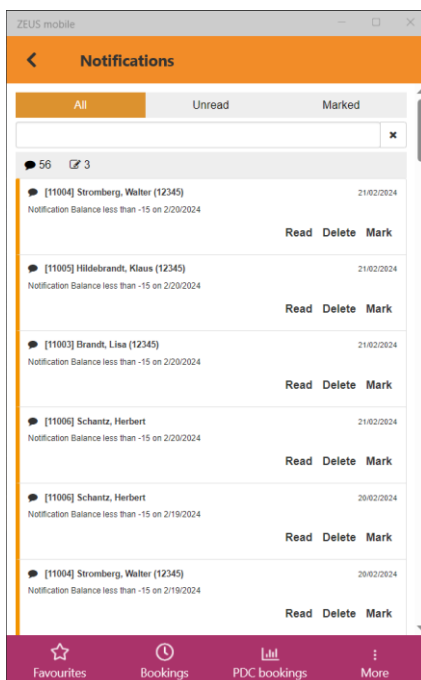 ZEUS mobile
Notifications
All Unread Marked
56 3
[11004] Stromberg, Walter (12345) 21/02/2024
Notification Balance less than -15 on 2/20/2024
Read Delete Mark
[11005] Hildebrandt, Klaus (12345) 21/02/2024
Notification Balance less than -15 on 2/20/2024
Read Delete Mark
[11003] Brandt, Lisa (12345) 21/02/2024
Notification Balance less than -15 on 2/20/2024
Read Delete Mark
[11006] Schantz, Herbert 21/02/2024
Notification Balance less than -15 on 2/20/2024
Read Delete Mark
[11006] Schantz, Herbert 20/02/2024
Notification Balance less than -15 on 2/19/2024
Read Delete Mark
[11004] Stromberg, Walter (12345) 20/02/2024
Notification Balance less than -15 on 2/19/2024
Read Delete Mark
Favourites Bookings PDC bookings More